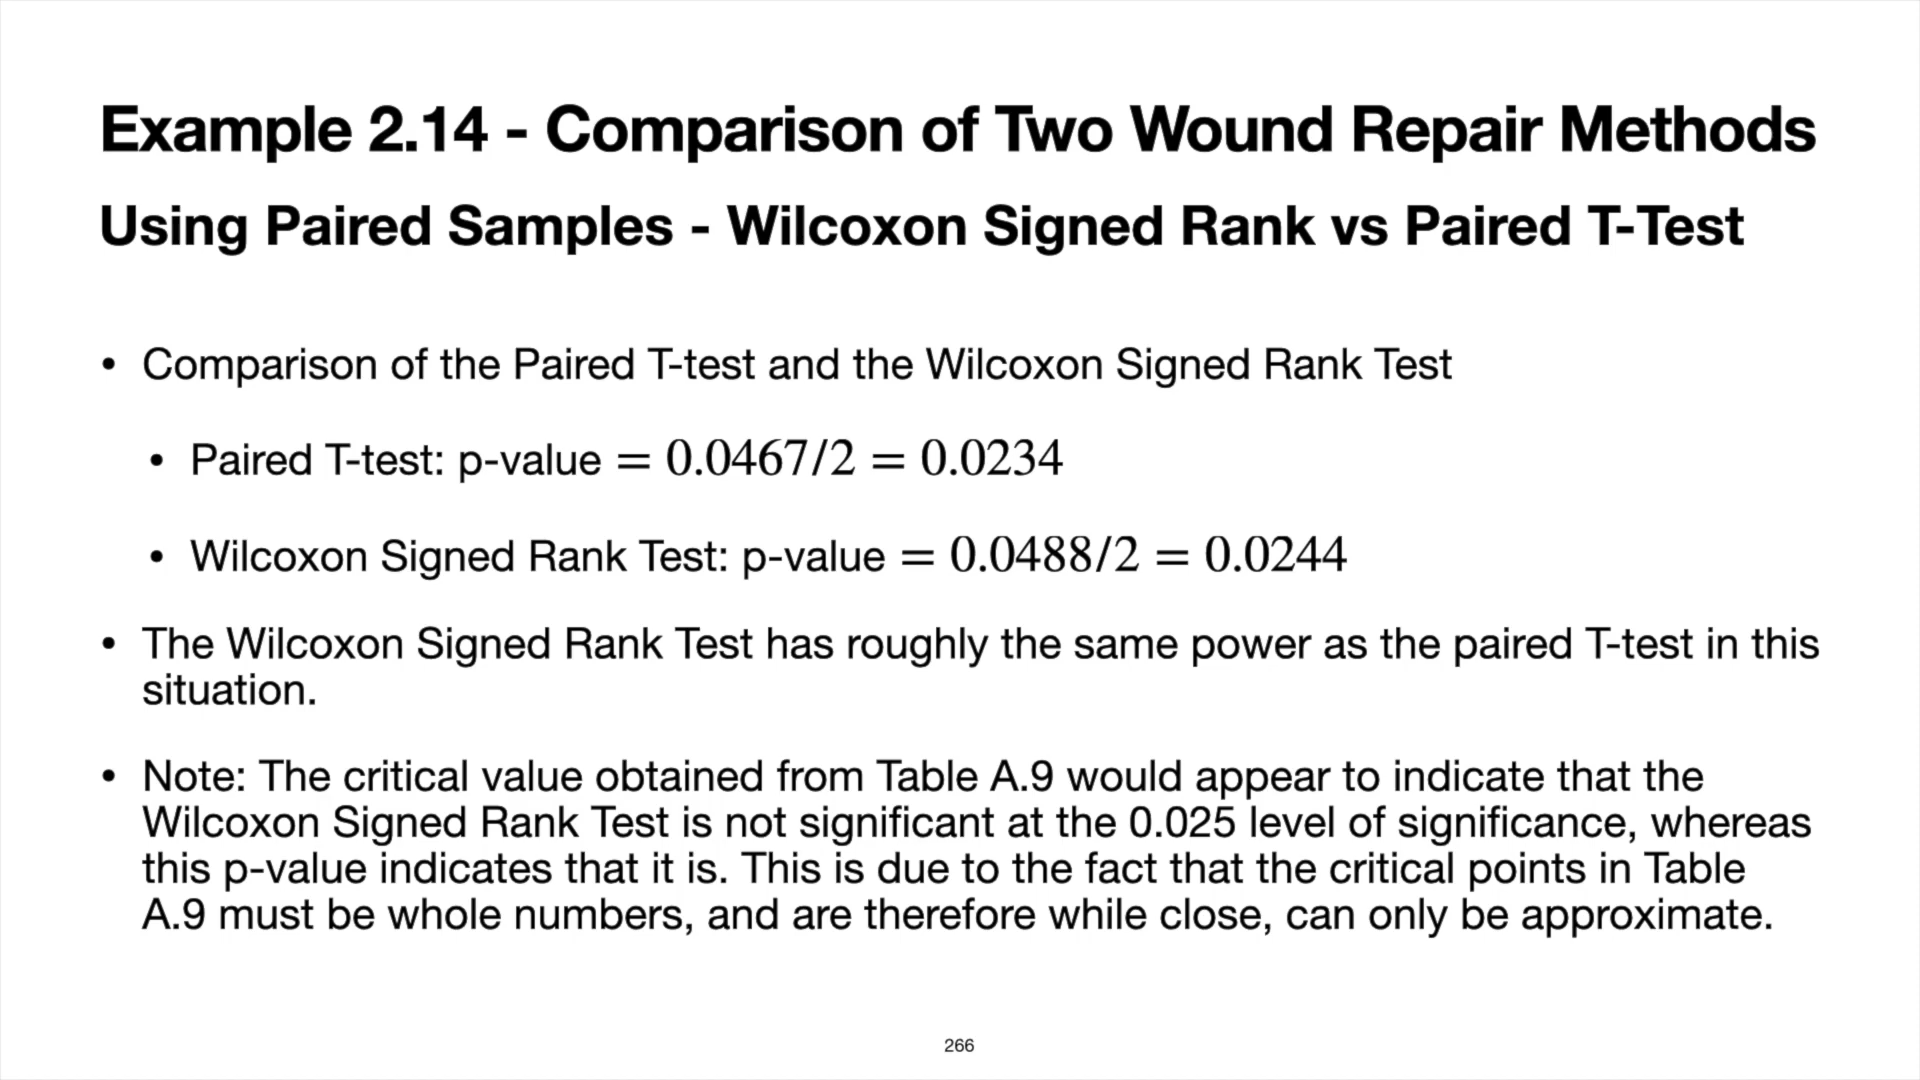 Example 2.14 - Comparison of Two Wound Repair Methods
Using Paired Samples - Wilcoxon Signed Rank vs Paired T-Test
• Comparison of the Paired T-test and the Wilcoxon Signed Rank Test
• Paired T-test: p-value = 0.0467/2 = 0.0234
• Wilcoxon Signed Rank Test: p-value = 0.0488/2 = 0.0244
• The Wilcoxon Signed Rank Test has roughly the same power as the paired T-test in this
situation.
• Note: The critical value obtained from Table A.9 would appear to indicate that the
Wilcoxon Signed Rank Test is not significant at the 0.025 level of significance, whereas
this p-value indicates that it is. This is due to the fact that the critical points in Table
A.9 must be whole numbers, and are therefore while close, can only be approximate.
266